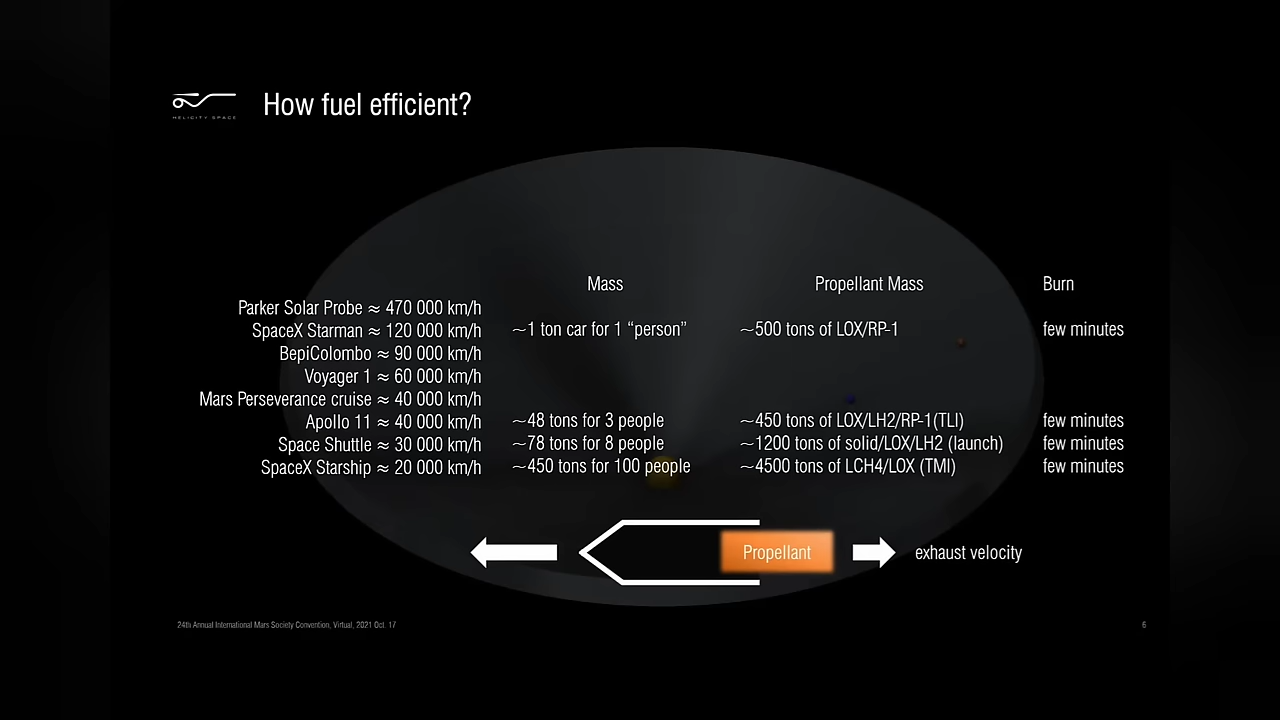 HELICITY SPACE
How fuel efficient?
Mass Propellant Mass Burn
Parker Solar Probe ≈ 470 000 km/h
SpaceX Starman ≈ 120 000 km/h ~1 ton car for 1 “person” ~500 tons of LOX/RP-1 few minutes
BepiColombo ≈ 90 000 km/h
Voyager 1 ≈ 60 000 km/h
Mars Perseverance cruise ≈ 40 000 km/h
Apollo 11 ≈ 40 000 km/h ~48 tons for 3 people ~450 tons of LOX/LH2/RP-1(TLI) few minutes
Space Shuttle ≈ 30 000 km/h ~78 tons for 8 people ~1200 tons of solid/LOX/LH2 (launch) few minutes
SpaceX Starship ≈ 20 000 km/h ~450 tons for 100 people ~4500 tons of LCH4/LOX (TMI) few minutes
Propellant exhaust velocity
24th Annual International Mars Society Convention, Virtual, 2021 Oct. 17 6